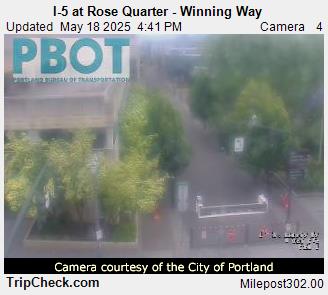 I-5 at Rose Quarter - Winning Way
Updated May 18 2025 4:41 PM Camera 4
PBOT
PORTLAND BUREAU OF TRANSPORTATION
Camera courtesy of the City of Portland
TripCheck.com Milepost302.00